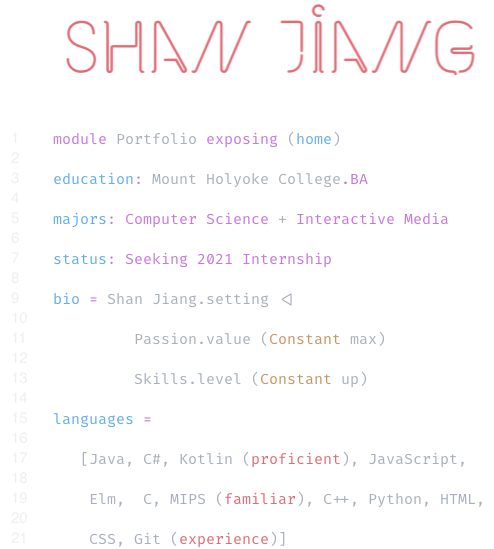 SHAN JIANG
1 module Portfolio exposing (home)
2
3 education: Mount Holyoke College.BA
4
5 majors: Computer Science + Interactive Media
6
7 status: Seeking 2021 Internship
8
9 bio = Shan Jiang.setting <|
10
11 Passion.value (Constant max)
12
13 Skills.level (Constant up)
14
15 languages =
16
17 [Java, C#, Kotlin (proficient), JavaScript,
18
19 Elm, C, MIPS (familiar), C++, Python, HTML,
20
21 CSS, Git (experience)]